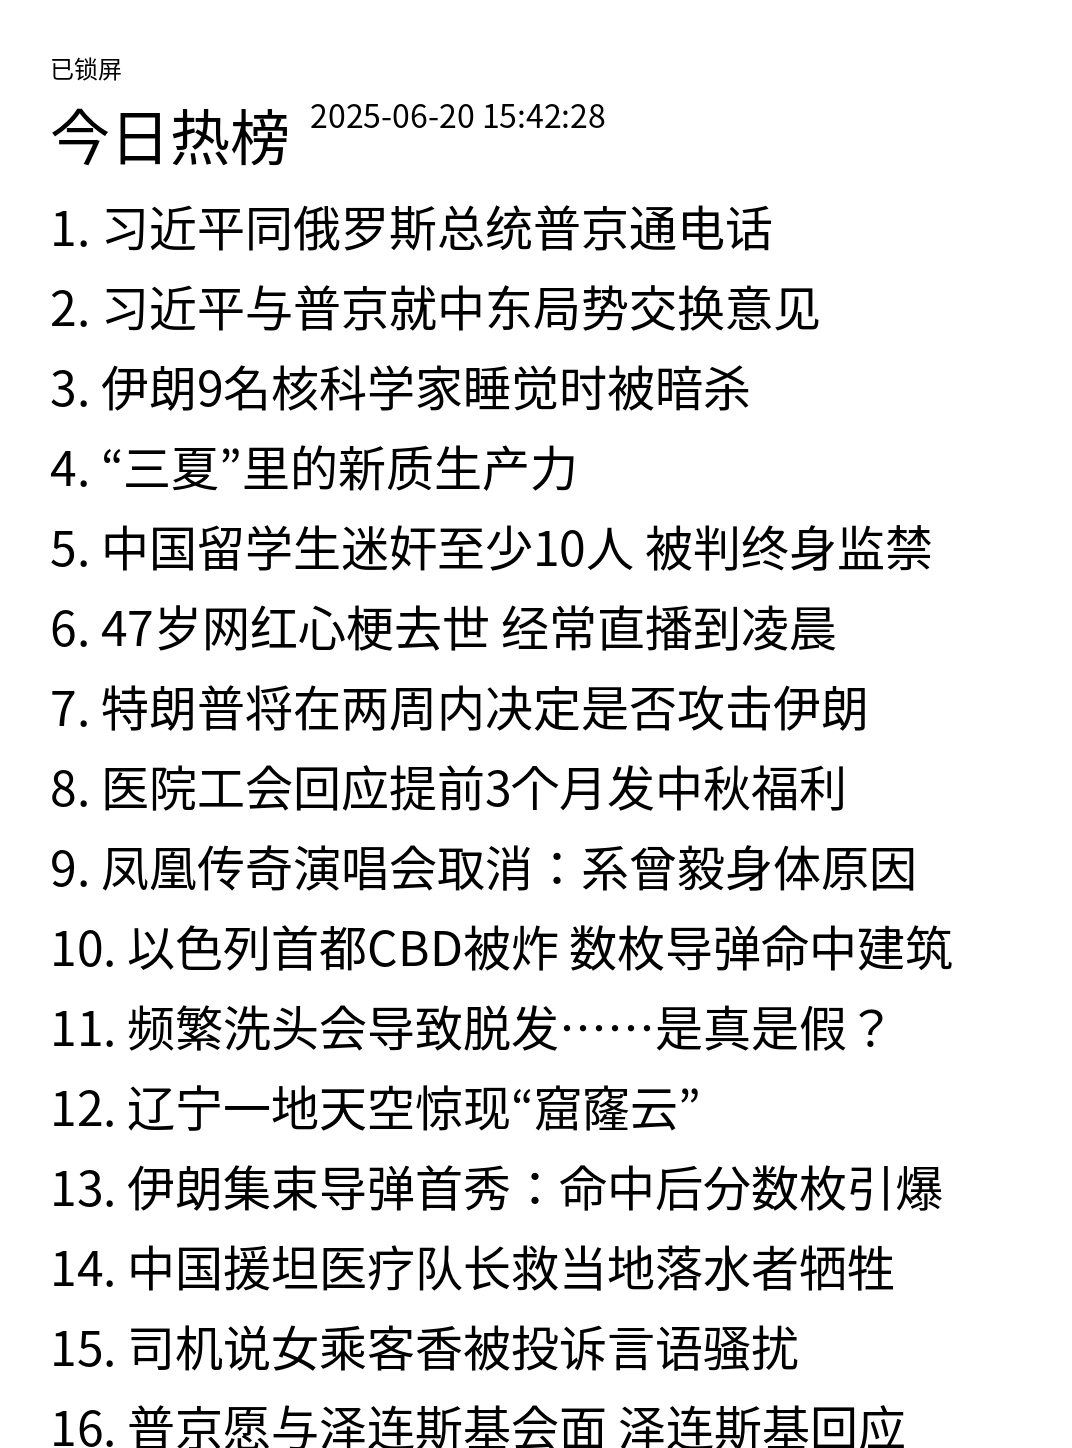 已锁屏
今日热榜 2025-06-20 15:42:28
1. 习近平同俄罗斯总统普京通电话
2. 习近平与普京就中东局势交换意见
3. 伊朗9名核科学家睡觉时被暗杀
4. “三夏”里的新质生产力
5. 中国留学生迷奸至少10人 被判终身监禁
6. 47岁网红心梗去世 经常直播到凌晨
7. 特朗普将在两周内决定是否攻击伊朗
8. 医院工会回应提前3个月发中秋福利
9. 凤凰传奇演唱会取消：系曾毅身体原因
10. 以色列首都CBD被炸 数枚导弹命中建筑
11. 频繁洗头会导致脱发……是真是假？
12. 辽宁一地天空惊现“窟窿云”
13. 伊朗集束导弹首秀：命中后分数枚引爆
14. 中国援坦医疗队长救当地落水者牺牲
15. 司机说女乘客香被投诉言语骚扰
16. 普京愿与泽连斯基会面 泽连斯基回应